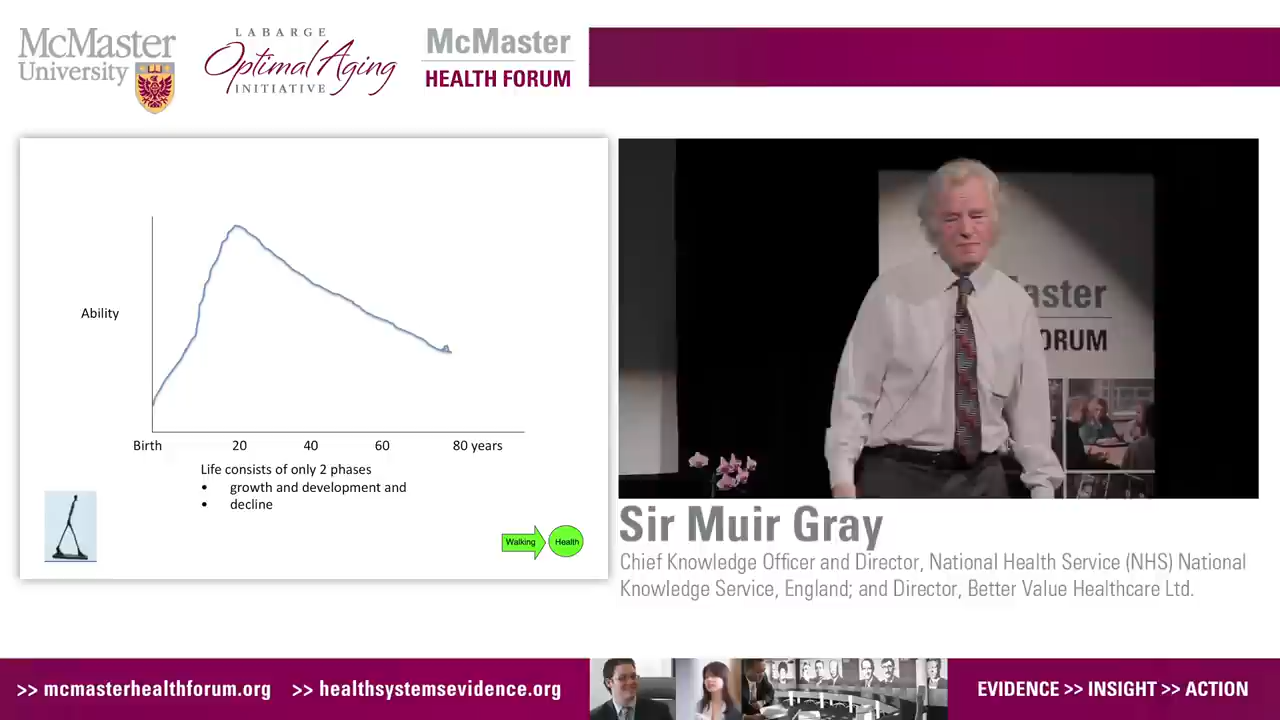 McMaster
University
LABARGE
Optimal Aging
INITIATIVE
McMaster
HEALTH FORUM
Ability
Birth 20 40 60 80 years
Life consists of only 2 phases
• growth and development and
• decline
Walking Health
aster
ORUM
Sir Muir Gray
Chief Knowledge Officer and Director, National Health Service (NHS) National
Knowledge Service, England; and Director, Better Value Healthcare Ltd.
>> mcmasterhealthforum.org >> healthsystemsevidence.org
EVIDENCE >> INSIGHT >> ACTION